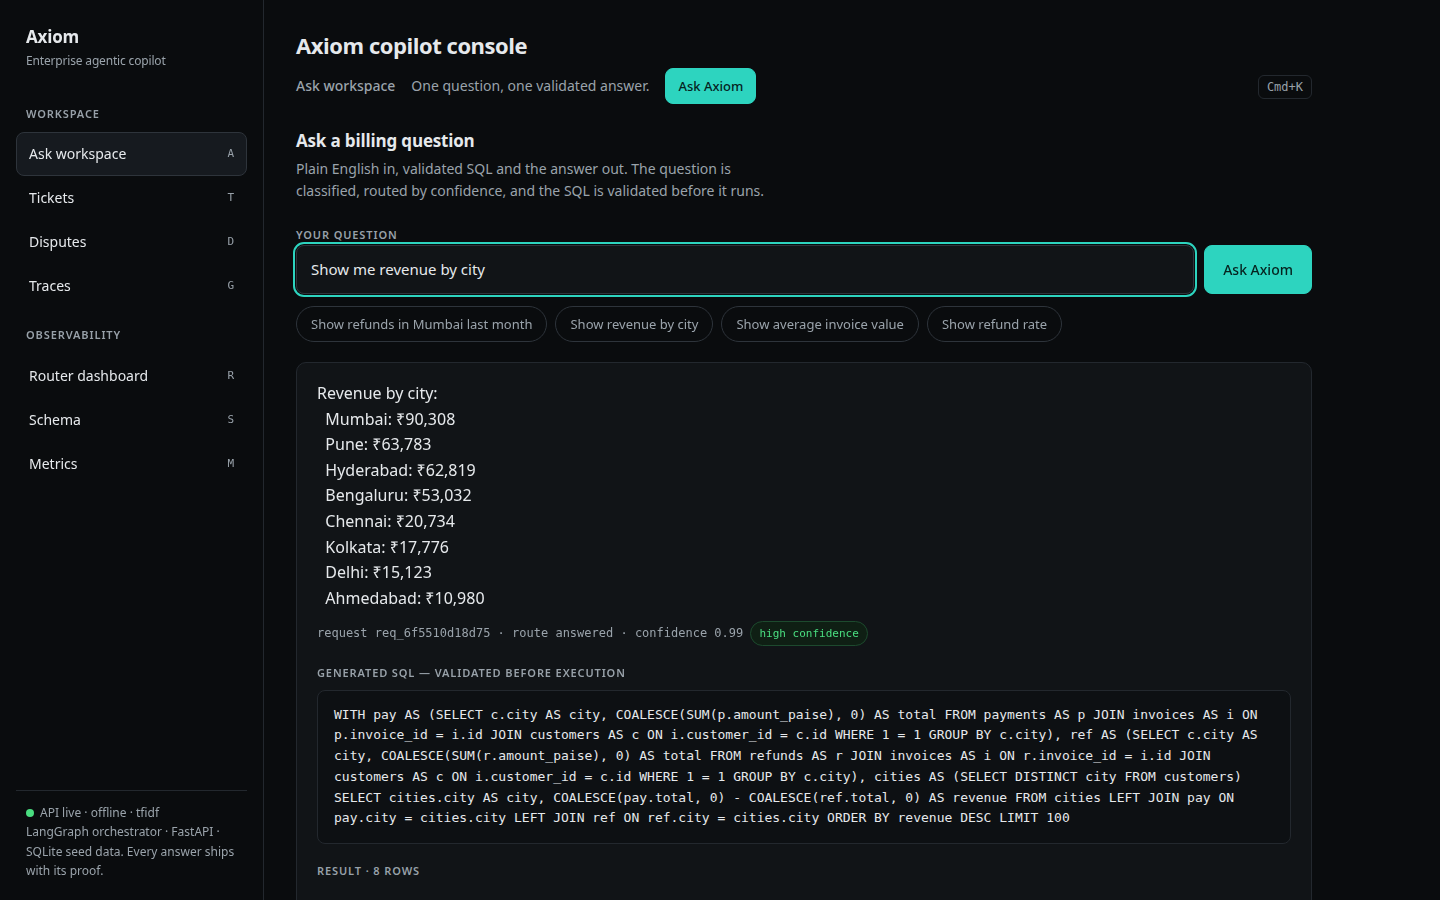 Axiom
Enterprise agentic copilot
WORKSPACE
Ask workspace A
Tickets T
Disputes D
Traces G
OBSERVABILITY
Router dashboard R
Schema S
Metrics M
API live · offline · tfidf
LangGraph orchestrator · FastAPI ·
SQLite seed data. Every answer ships
with its proof.
Axiom copilot console
Ask workspace One question, one validated answer. Ask Axiom Cmd+K
Ask a billing question
Plain English in, validated SQL and the answer out. The question is
classified, routed by confidence, and the SQL is validated before it runs.
YOUR QUESTION
Show me revenue by city Ask Axiom
Show refunds in Mumbai last month Show revenue by city Show average invoice value Show refund rate
Revenue by city:
Mumbai: ₹90,308
Pune: ₹63,783
Hyderabad: ₹62,819
Bengaluru: ₹53,032
Chennai: ₹20,734
Kolkata: ₹17,776
Delhi: ₹15,123
Ahmedabad: ₹10,980
request req_6f5510d18d75 · route answered · confidence 0.99 high confidence
GENERATED SQL — VALIDATED BEFORE EXECUTION
WITH pay AS (SELECT c.city AS city, COALESCE(SUM(p.amount_paise), 0) AS total FROM payments AS p JOIN invoices AS i ON
p.invoice_id = i.id JOIN customers AS c ON i.customer_id = c.id WHERE 1 = 1 GROUP BY c.city), ref AS (SELECT c.city AS
city, COALESCE(SUM(r.amount_paise), 0) AS total FROM refunds AS r JOIN invoices AS i ON r.invoice_id = i.id JOIN
customers AS c ON i.customer_id = c.id WHERE 1 = 1 GROUP BY c.city), cities AS (SELECT DISTINCT city FROM customers)
SELECT cities.city AS city, COALESCE(pay.total, 0) - COALESCE(ref.total, 0) AS revenue FROM cities LEFT JOIN pay ON
pay.city = cities.city LEFT JOIN ref ON ref.city = cities.city ORDER BY revenue DESC LIMIT 100
RESULT · 8 ROWS